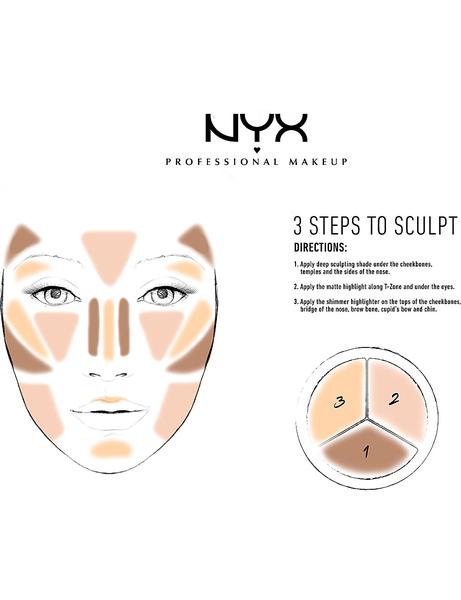 NYX
PROFESSIONAL MAKEUP
3 STEPS TO SCULPT
DIRECTIONS:
1. Apply deep sculpting shade under the cheekbones,
temples and the sides of the nose.
2. Apply the matte highlight along T-Zone and under the eyes.
3. Apply the shimmer highlighter on the tops of the cheekbones,
bridge of the nose, brow bone, cupid's bow and chin.
3
2
1